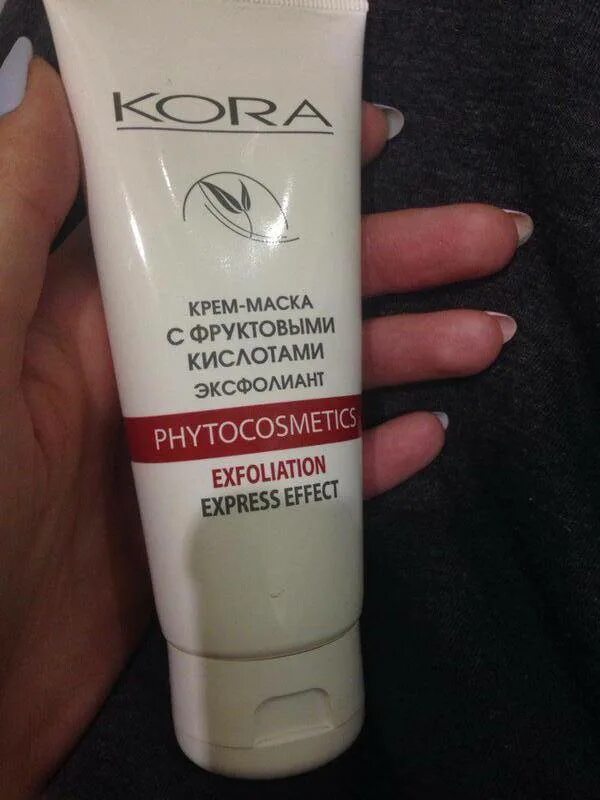 KORA
КРЕМ-МАСКА
С ФРУКТОВЫМИ
КИСЛОТАМИ
ЭКСФОЛИАНТ
PHYTOCOSMETICS
EXFOLIATION
EXPRESS EFFECT